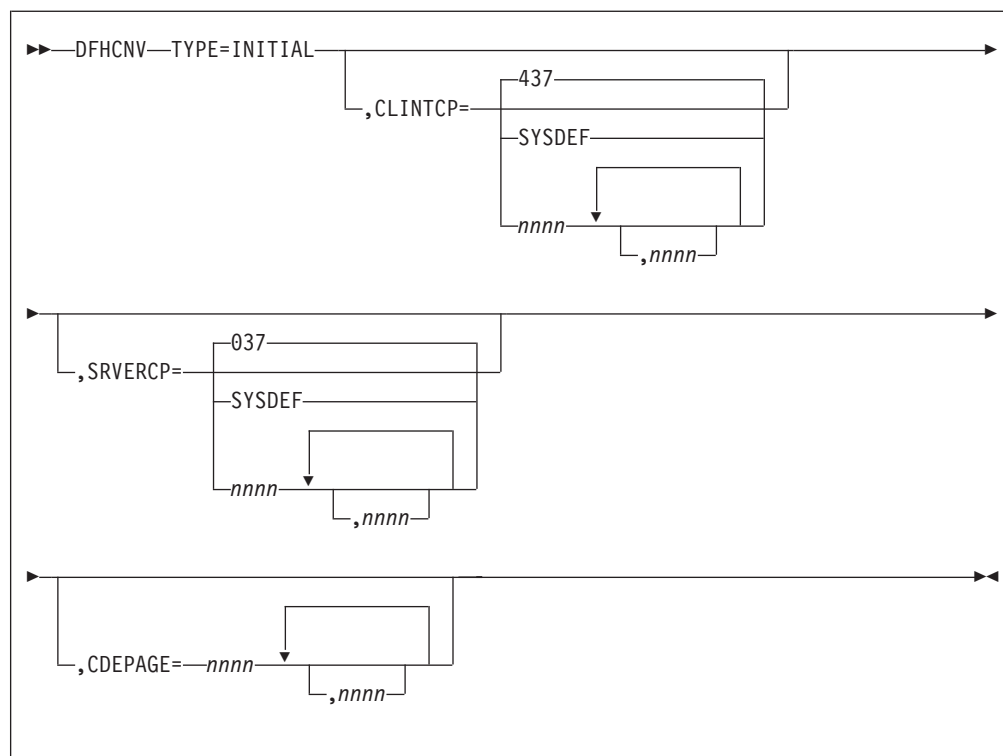 DFHCNV TYPE=INITIAL
437
,CLINTCP=
SYSDEF
nnnn
,nnnn
037
,SRVERCP=
SYSDEF
nnnn
,nnnn
,CDEPAGE= nnnn
,nnnn